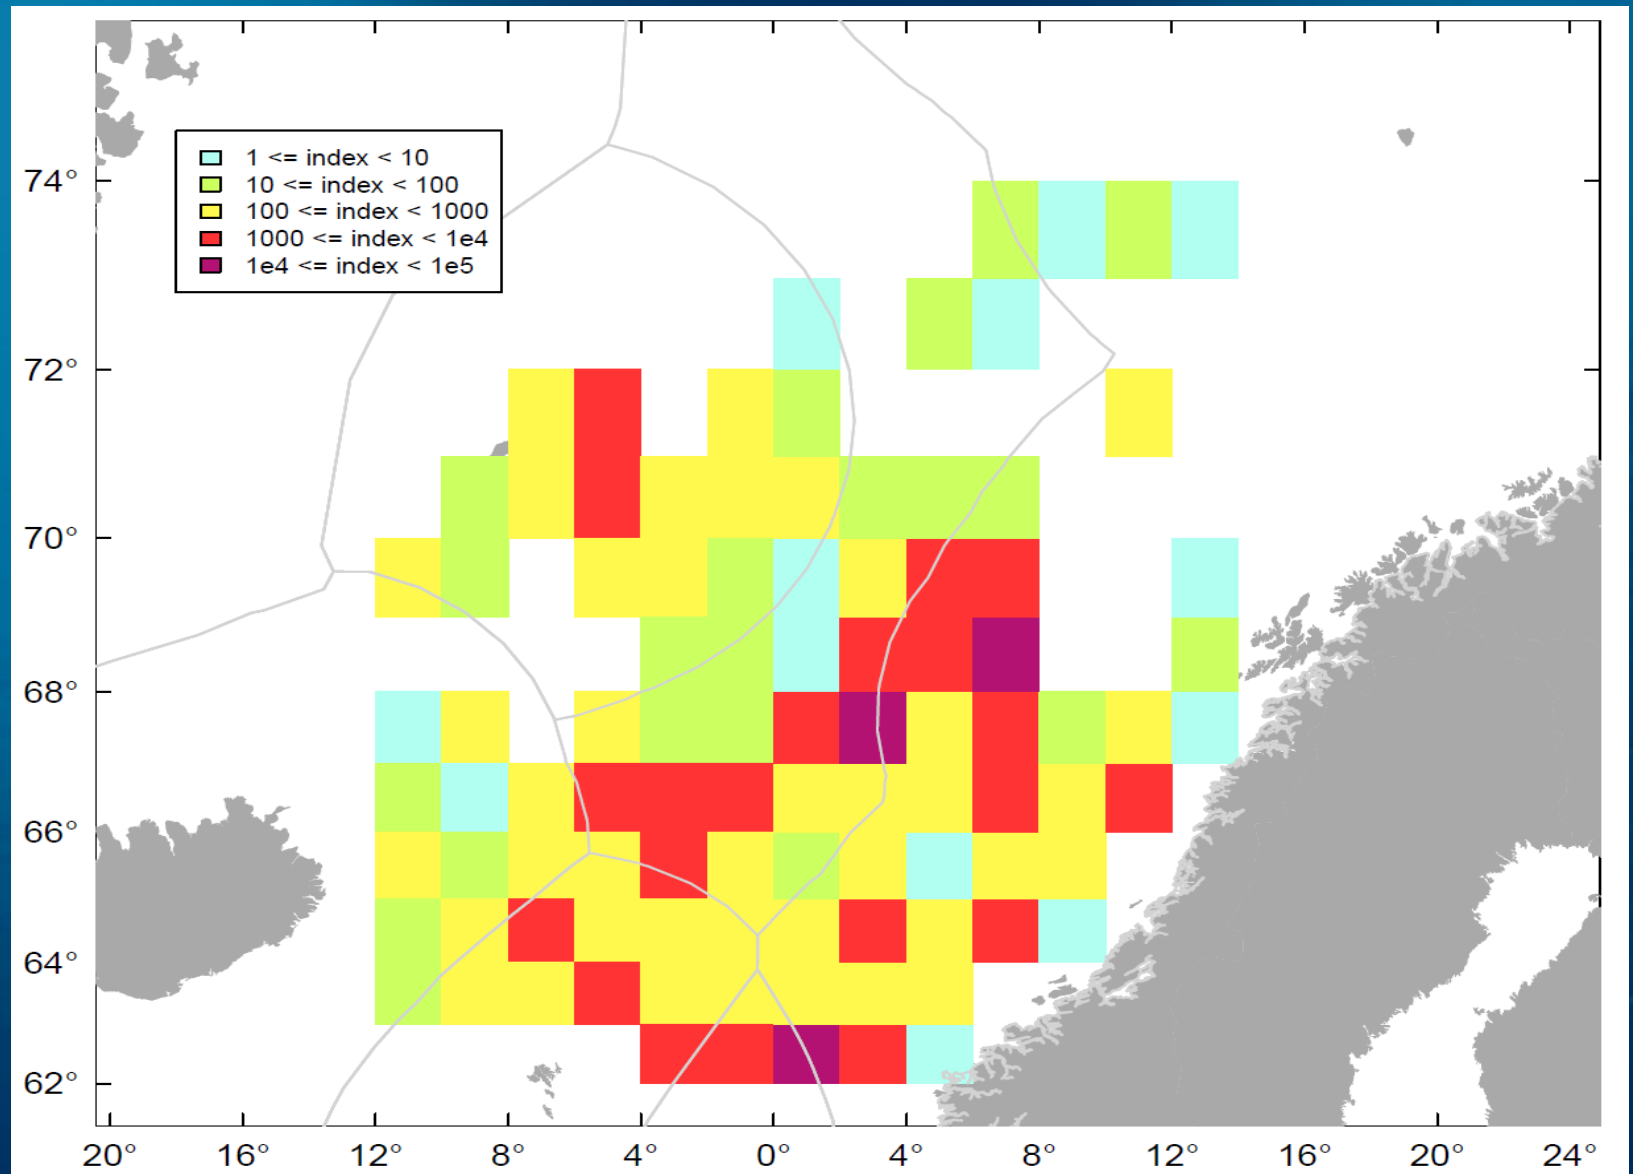 1 <= index < 10
10 <= index < 100
100 <= index < 1000
1000 <= index < 1e4
1e4 <= index < 1e5
74°
72°
70°
68°
66°
64°
62°
20° 16° 12° 8° 4° 0° 4° 8° 12° 16° 20° 24°